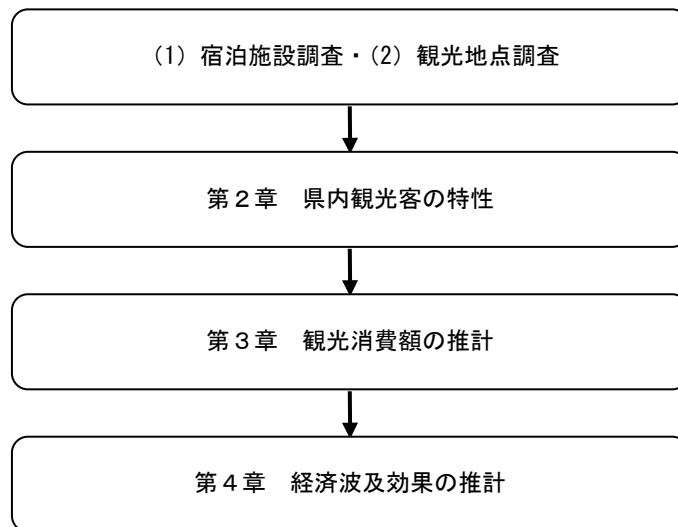 (1) 宿泊施設調査・(2) 観光地点調査
第２章　県内観光客の特性
第３章　観光消費額の推計
第４章　経済波及効果の推計